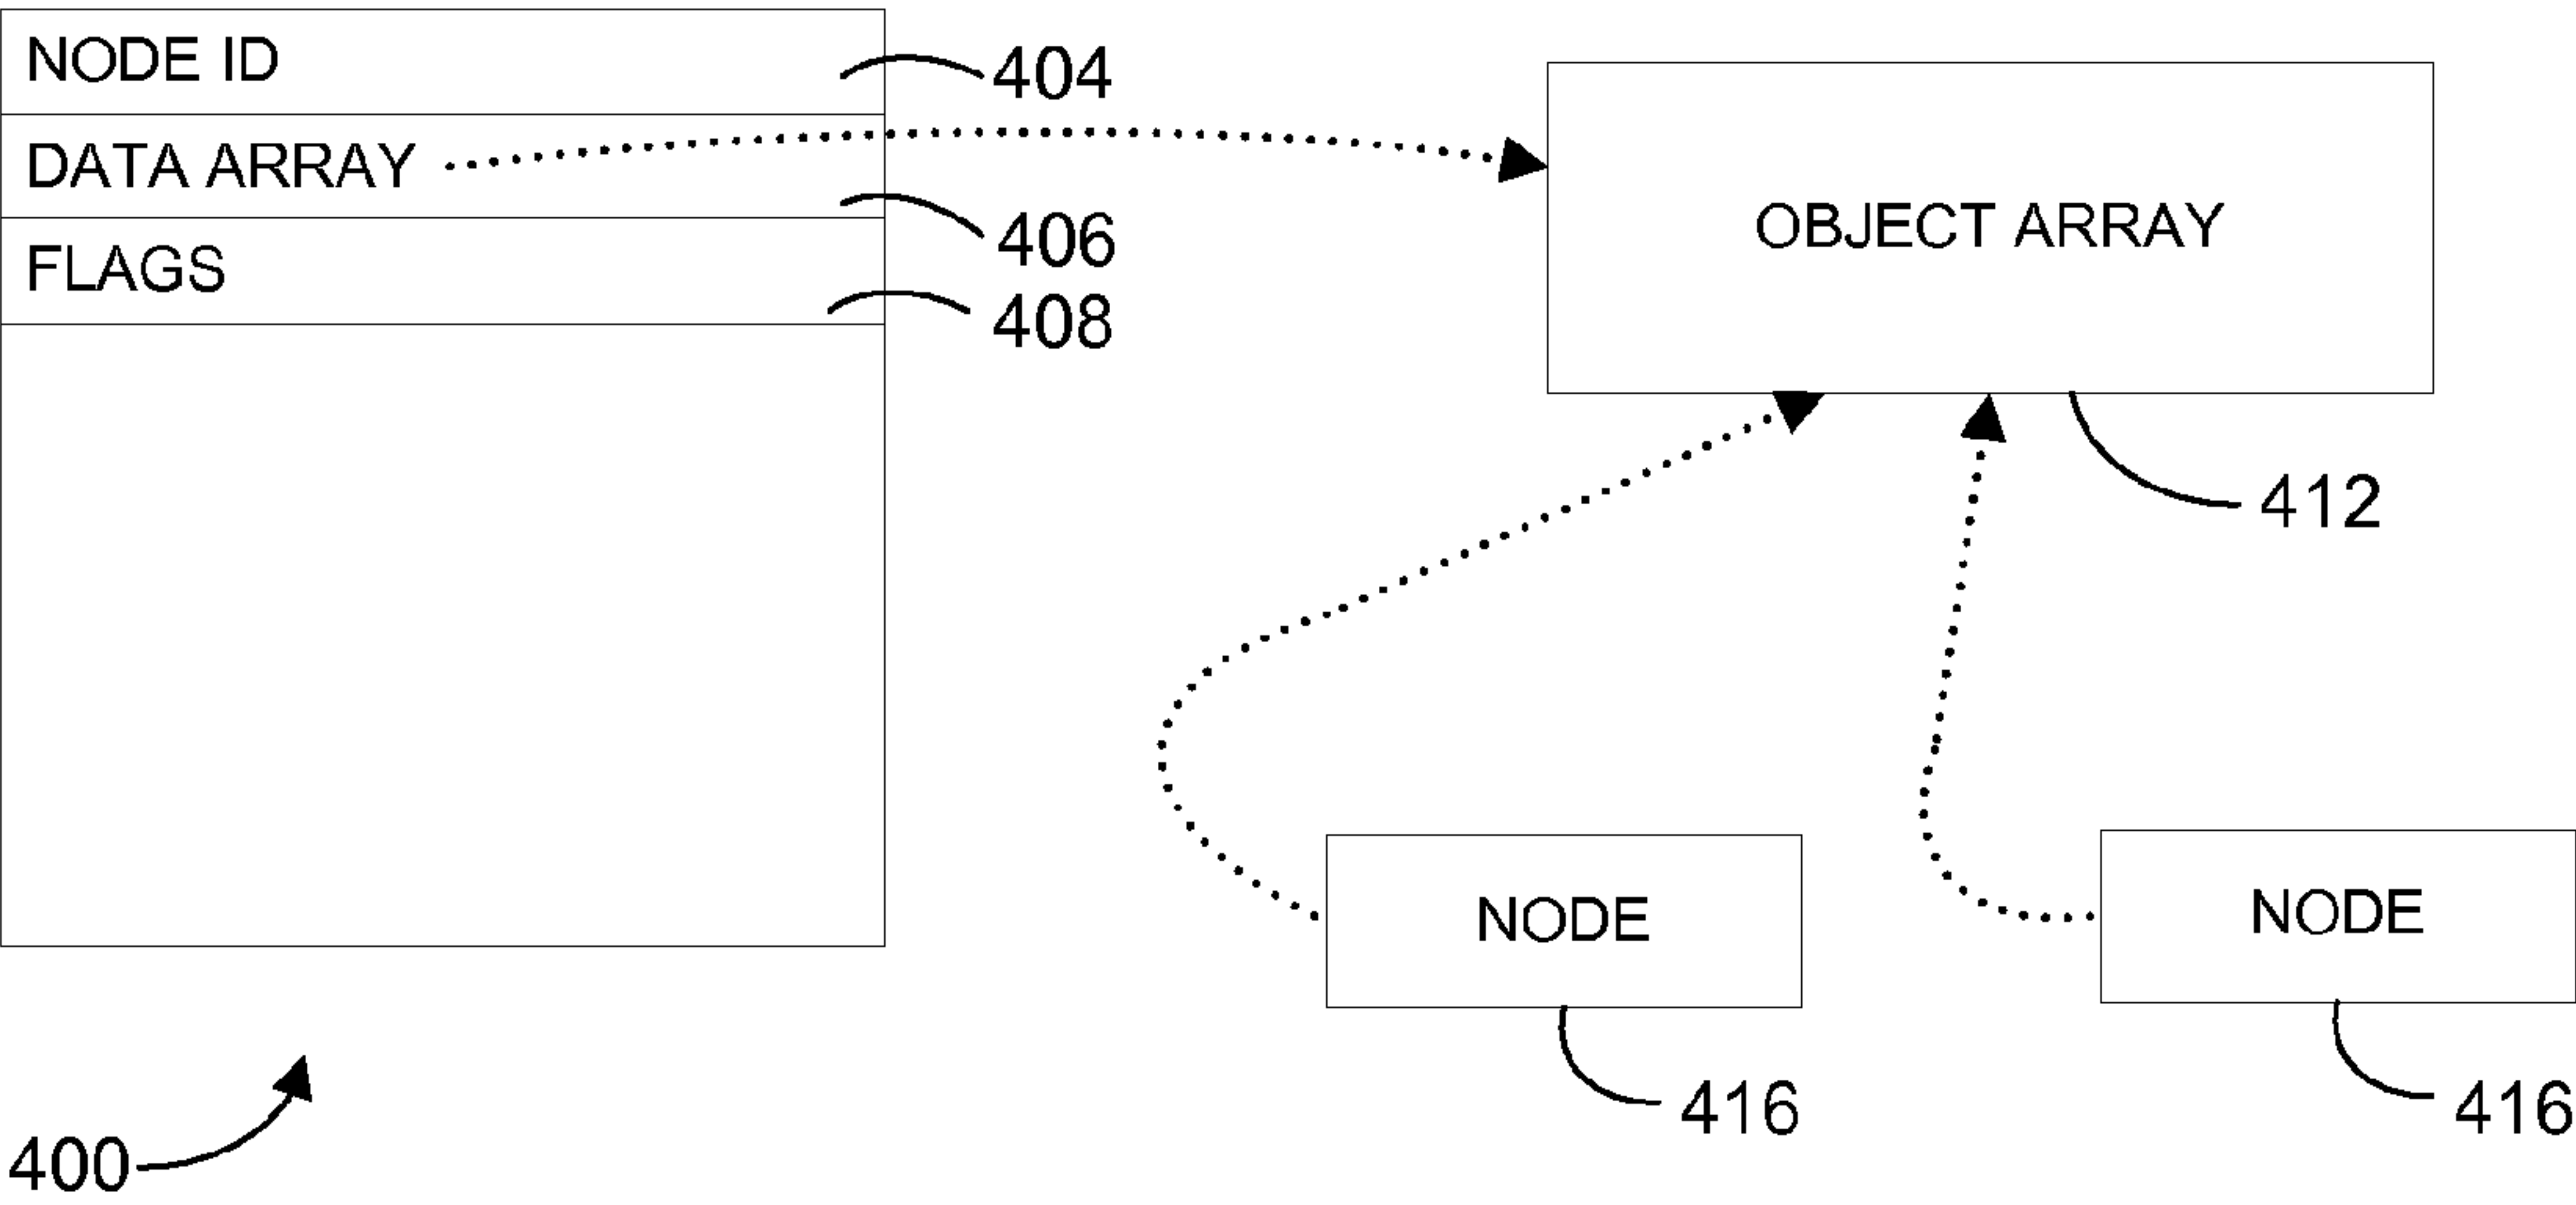 NODE ID
404
DATA ARRAY
406
FLAGS
408
OBJECT ARRAY
412
NODE
NODE
416
416
400